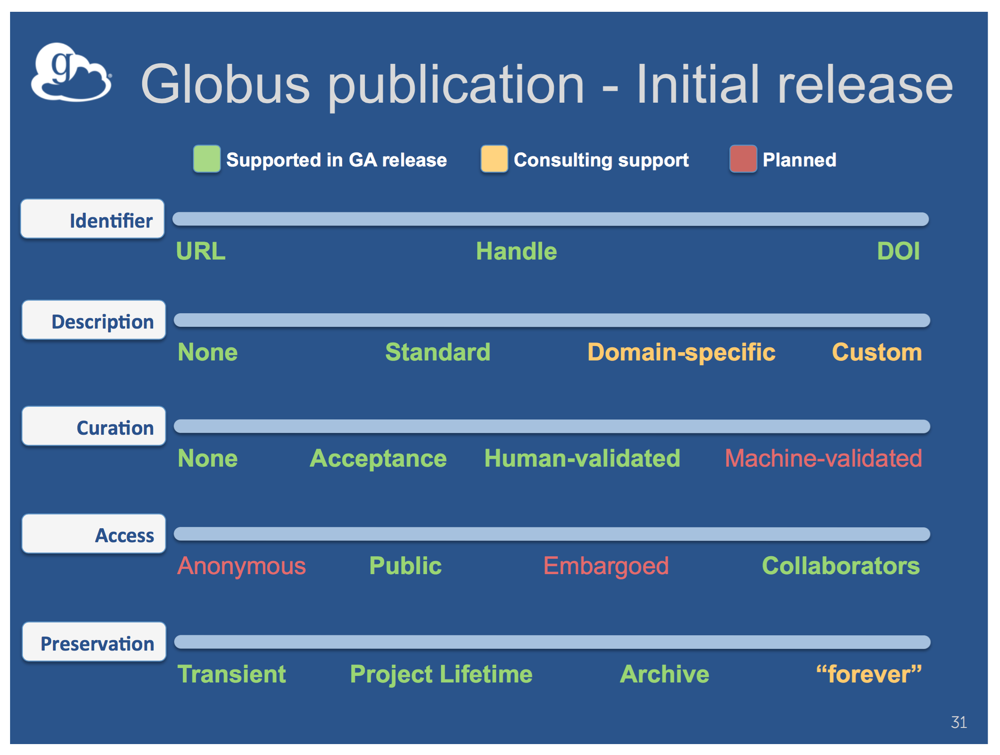 g®
Globus publication - Initial release
Supported in GA release Consulting support Planned
Identifier
URL Handle DOI
Description
None Standard Domain-specific Custom
Curation
None Acceptance Human-validated Machine-validated
Access
Anonymous Public Embargoed Collaborators
Preservation
Transient Project Lifetime Archive “forever”
31